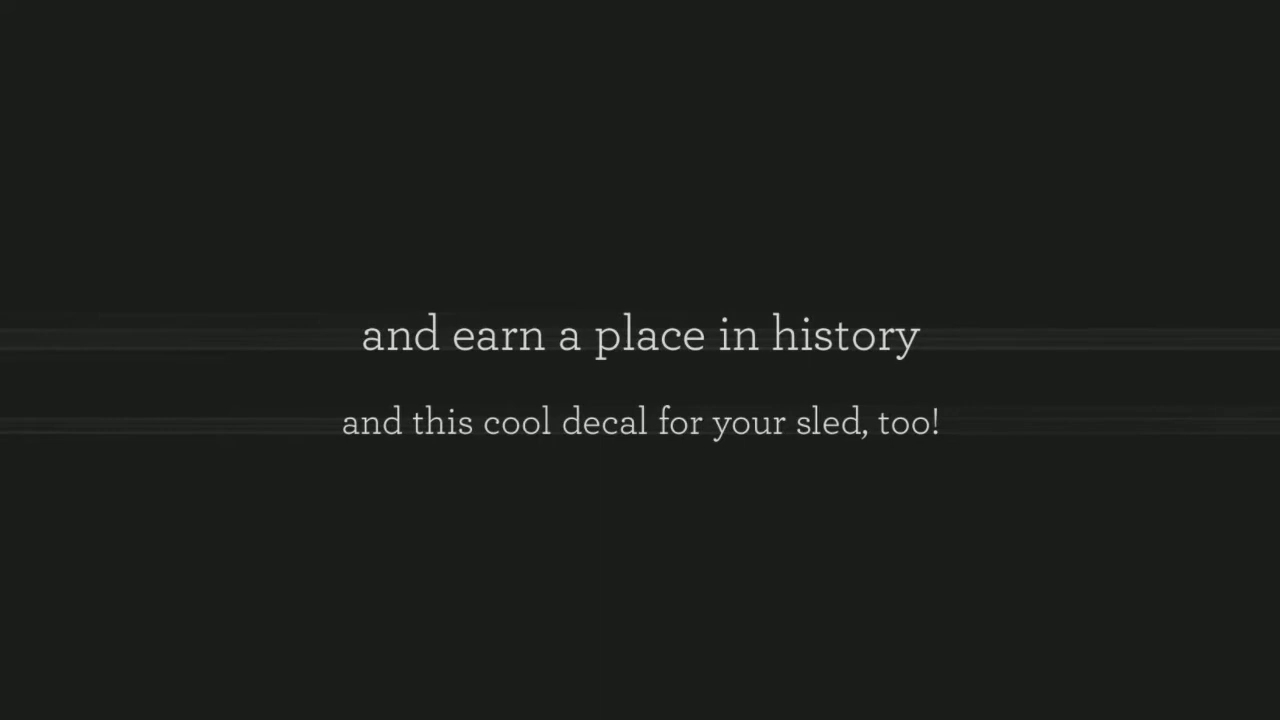 and earn a place in history
and this cool decal for your sled, too!